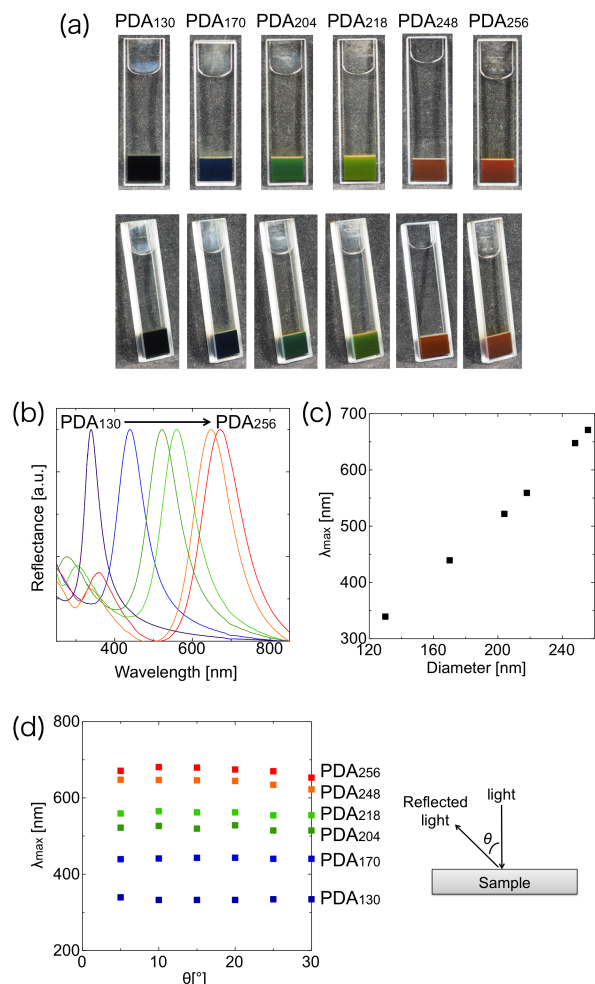 (a) PDA130 PDA170 PDA204 PDA218 PDA248 PDA256
(b)
PDA130 PDA256
Reflectance [a.u.]
400 600 800
Wavelength [nm]
(c)
700
600
500
400
300
λmax [nm]
120 160 200 240
Diameter [nm]
(d)
800
600
400
200
λmax [nm]
0 10 20 30
θ[°]
PDA256
PDA248
PDA218
PDA204
PDA170
PDA130
Reflected
light
light
θ
Sample